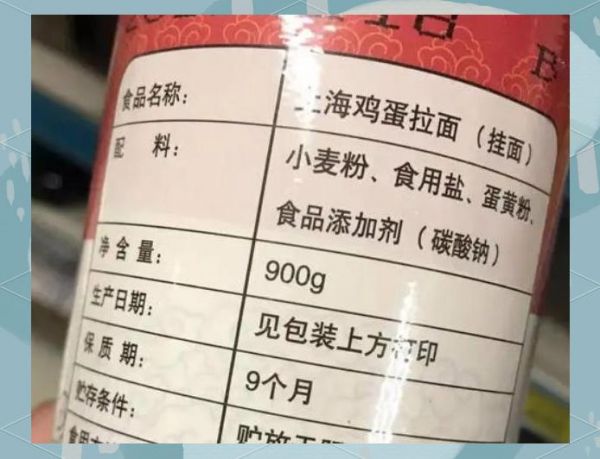 食品名称：
上海鸡蛋拉面（挂面）
配 料：
小麦粉、食用盐、蛋黄粉、
食品添加剂（碳酸钠）
净 含 量：
900g
生产日期：
见包装上方打印
保 质 期：
9个月
贮存条件：